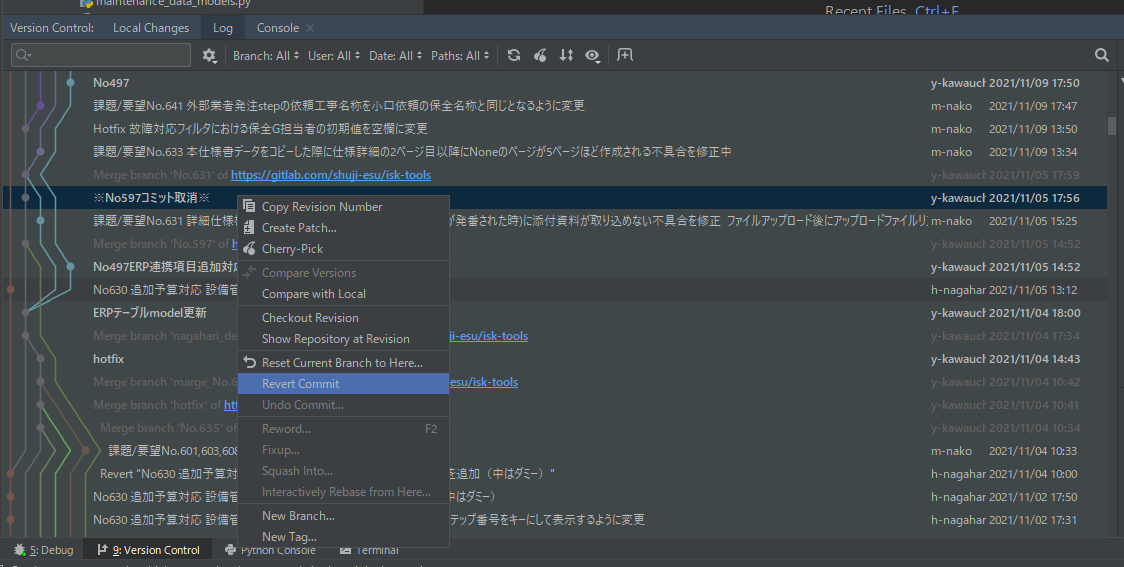 maintenance_data_models.py
Recent Files Ctrl+E
Version Control: Local Changes Log Console
Branch: All User: All Date: All Paths: All
No497 y-kawauch 2021/11/09 17:50
課題/要望No.641 外部業者発注stepの依頼工事名称を小口依頼の保全名称と同じとなるように変更 m-nako 2021/11/09 17:47
Hotfix 故障対応フィルタにおける保全G担当者の初期値を空欄に変更 m-nako 2021/11/09 13:50
課題/要望No.633 本仕様書データをコピーした際に仕様詳細の2ページ目以降にNoneのページが5ページほど作成される不具合を修正中 m-nako 2021/11/09 13:34
Merge branch 'No.631' of https://gitlab.com/shuji-esu/isk-tools y-kawauch 2021/11/05 17:59
※No597コミット取消※ y-kawauch 2021/11/05 17:56
Copy Revision Number
課題/要望No.631 詳細仕様 が発番された時)に添付資料が取り込めない不具合を修正 ファイルアップロード後にアップロードファイルリ m-nako 2021/11/05 15:25
Create Patch...
Merge branch 'No.597' of y-kawauch 2021/11/05 14:52
Cherry-Pick
No497ERP連携項目追加対応 y-kawauch 2021/11/05 14:52
Compare Versions
No630 追加予算対応 設備管 h-nagahar 2021/11/05 13:12
Compare with Local
ERPテーブルmodel更新 y-kawauch 2021/11/04 18:00
Checkout Revision
Merge branch 'nagahari_de ji-esu/isk-tools y-kawauch 2021/11/04 17:36
Show Repository at Revision
hotfix y-kawauch 2021/11/04 14:43
Reset Current Branch to Here...
Merge branch 'marge_No.6 esu/isk-tools y-kawauch 2021/11/04 10:42
Revert Commit
Merge branch 'hotfix' of htt y-kawauch 2021/11/04 10:41
Undo Commit...
Merge branch 'No.635' of y-kawauch 2021/11/04 10:34
Reword... F2
課題/要望No.601,603,608 m-nako 2021/11/04 10:33
Fixup...
Revert "No630 追加予算対 を追加（中はダミー）" h-nagahar 2021/11/04 10:00
Squash Into...
No630 追加予算対応 設備管 中はダミー） h-nagahar 2021/11/02 17:50
Interactively Rebase from Here...
No630 追加予算対応 設備管 テップ番号をキーにして表示するように変更 h-nagahar 2021/11/02 17:31
New Branch...
New Tag...
5: Debug 9: Version Control Python Console Terminal